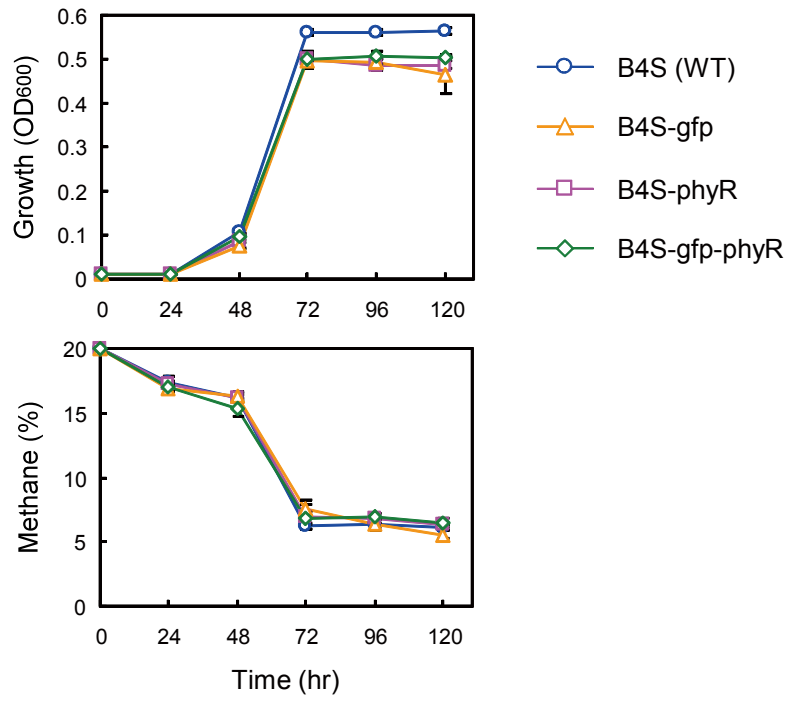 0.6
0.5
0.4
0.3
0.2
0.1
0
Growth (OD600)
0 24 48 72 96 120
B4S (WT)
B4S-gfp
B4S-phyR
B4S-gfp-phyR
20
15
10
5
0
Methane (%)
0 24 48 72 96 120
Time (hr)